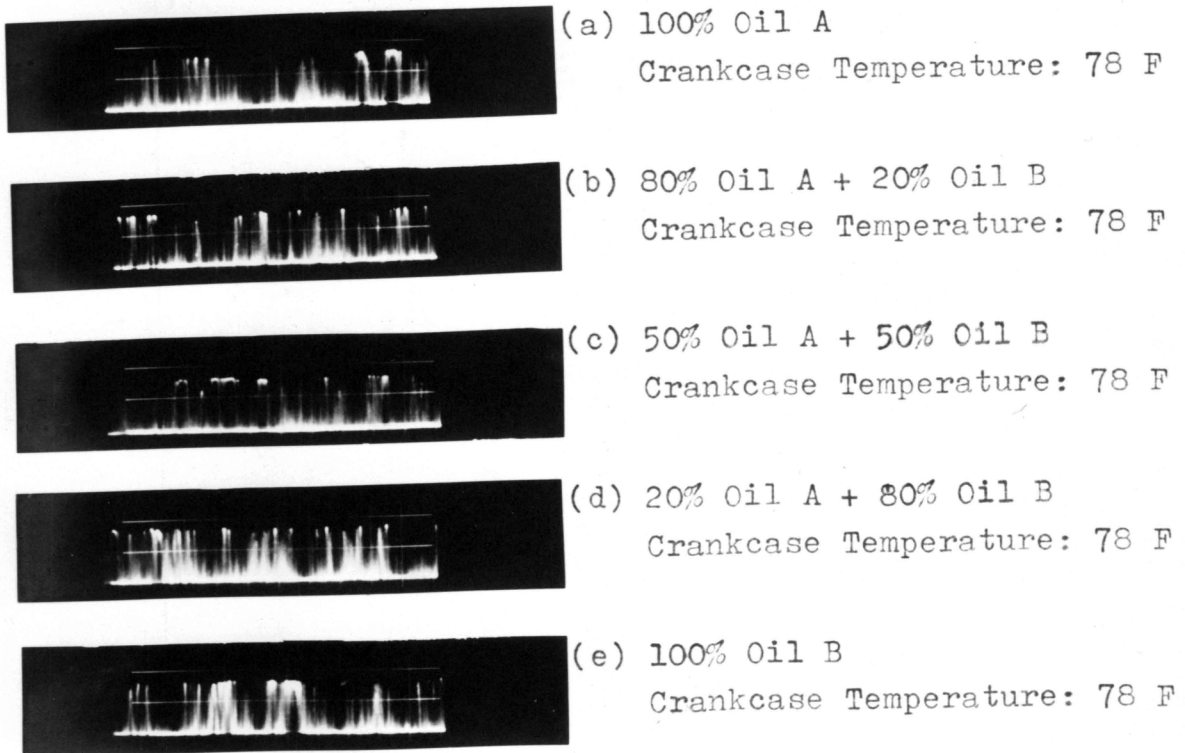 (a) 100% Oil A
Crankcase Temperature: 78 F
(b) 80% Oil A + 20% Oil B
Crankcase Temperature: 78 F
(c) 50% Oil A + 50% Oil B
Crankcase Temperature: 78 F
(d) 20% Oil A + 80% Oil B
Crankcase Temperature: 78 F
(e) 100% Oil B
Crankcase Temperature: 78 F